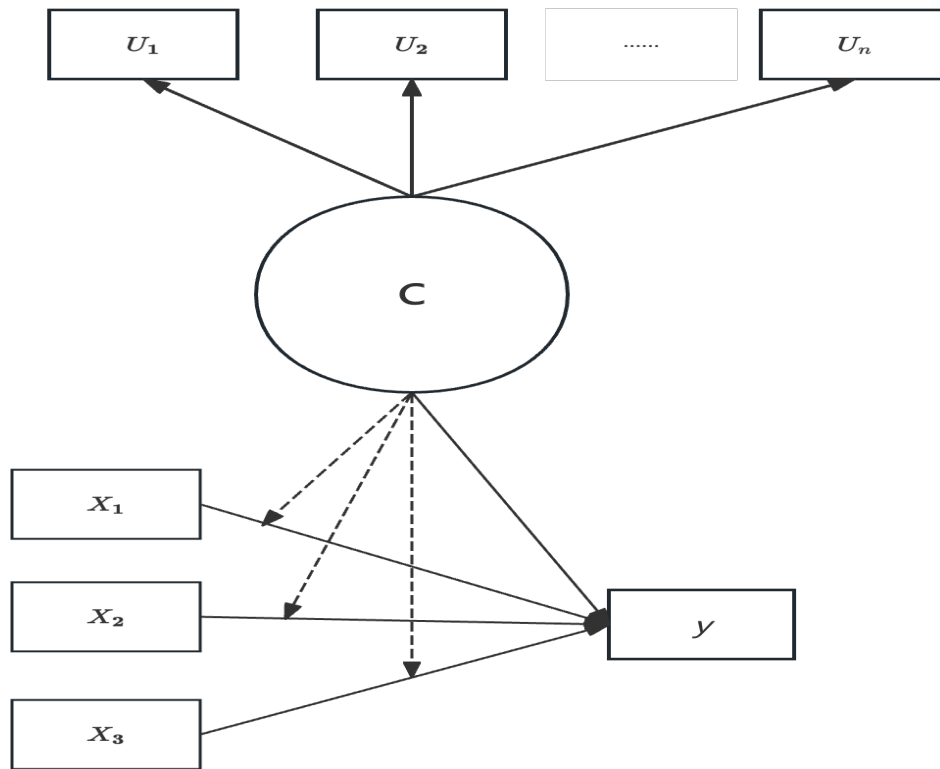 U₁ U₂ ...... Uₙ
C
X₁
X₂
y
X₃